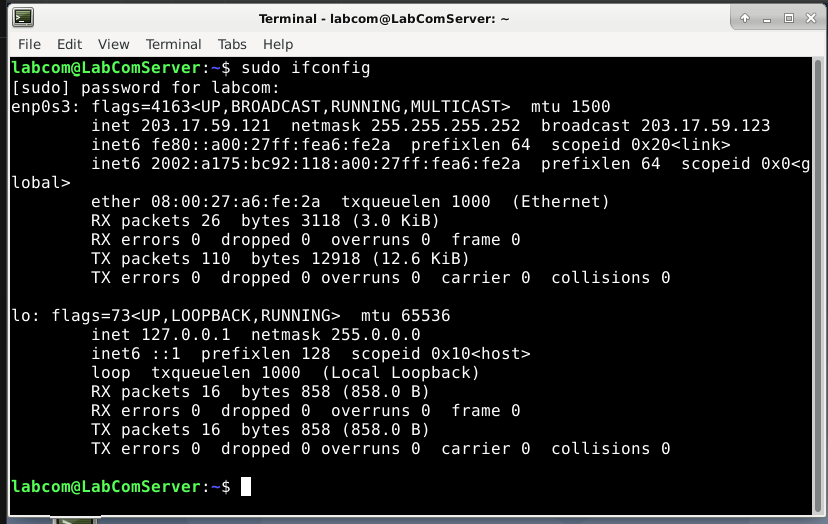 Terminal - labcom@LabComServer: ~
File Edit View Terminal Tabs Help
labcom@LabComServer:~$ sudo ifconfig
[sudo] password for labcom:
enp0s3: flags=4163<UP,BROADCAST,RUNNING,MULTICAST>  mtu 1500
        inet 203.17.59.121  netmask 255.255.255.252  broadcast 203.17.59.123
        inet6 fe80::a00:27ff:fea6:fe2a  prefixlen 64  scopeid 0x20<link>
        inet6 2002:a175:bc92:118:a00:27ff:fea6:fe2a  prefixlen 64  scopeid 0x0<g
lobal>
        ether 08:00:27:a6:fe:2a  txqueuelen 1000  (Ethernet)
        RX packets 26  bytes 3118 (3.0 KiB)
        RX errors 0  dropped 0  overruns 0  frame 0
        TX packets 110  bytes 12918 (12.6 KiB)
        TX errors 0  dropped 0 overruns 0  carrier 0  collisions 0
lo: flags=73<UP,LOOPBACK,RUNNING>  mtu 65536
        inet 127.0.0.1  netmask 255.0.0.0
        inet6 ::1  prefixlen 128  scopeid 0x10<host>
        loop  txqueuelen 1000  (Local Loopback)
        RX packets 16  bytes 858 (858.0 B)
        RX errors 0  dropped 0  overruns 0  frame 0
        TX packets 16  bytes 858 (858.0 B)
        TX errors 0  dropped 0 overruns 0  carrier 0  collisions 0
labcom@LabComServer:~$